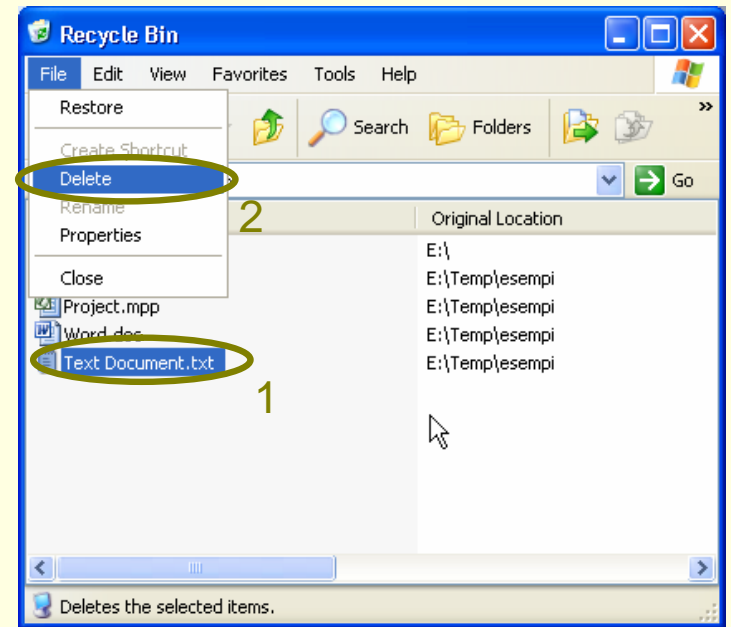 Recycle Bin
File Edit View Favorites Tools Help
Restore
Search Folders »
Create Shortcut
Delete
Go
Rename
2
Original Location
Properties
E:\
Close
E:\Temp\esempi
Project.mpp E:\Temp\esempi
Word.doc E:\Temp\esempi
Text Document.txt E:\Temp\esempi
1
Deletes the selected items.